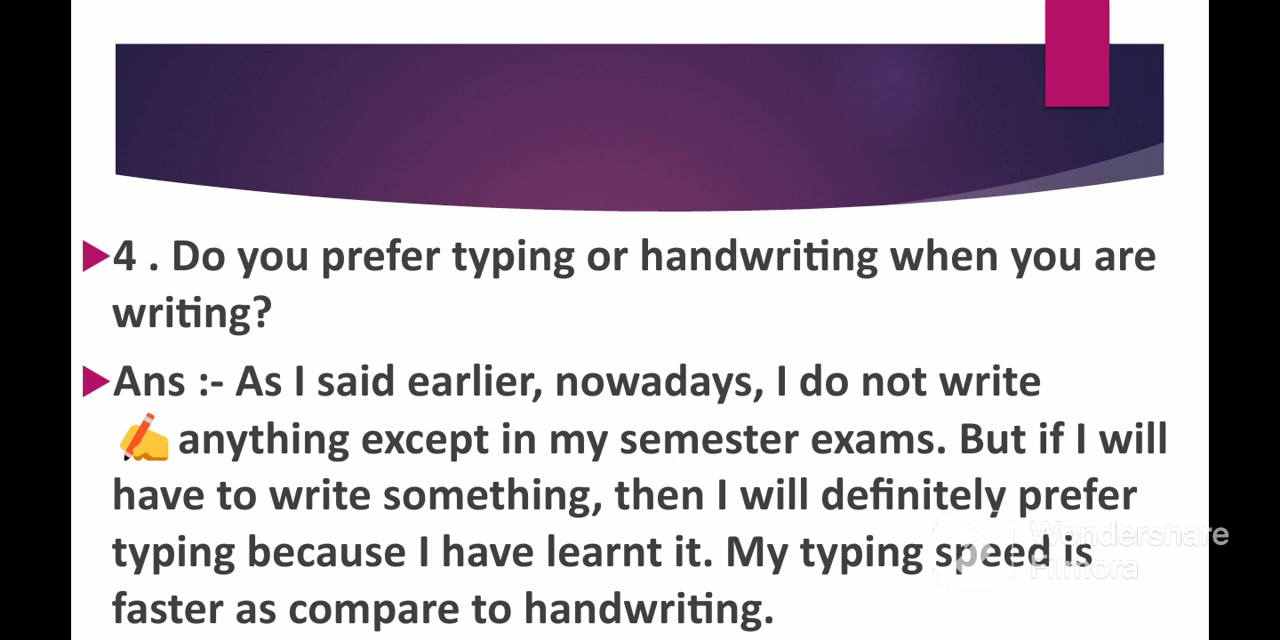 4 . Do you prefer typing or handwriting when you are
writing?
Ans :- As I said earlier, nowadays, I do not write
✍️ anything except in my semester exams. But if I will
have to write something, then I will definitely prefer
typing because I have learnt it. My typing speed is
faster as compare to handwriting.
Wondershare
Filmora